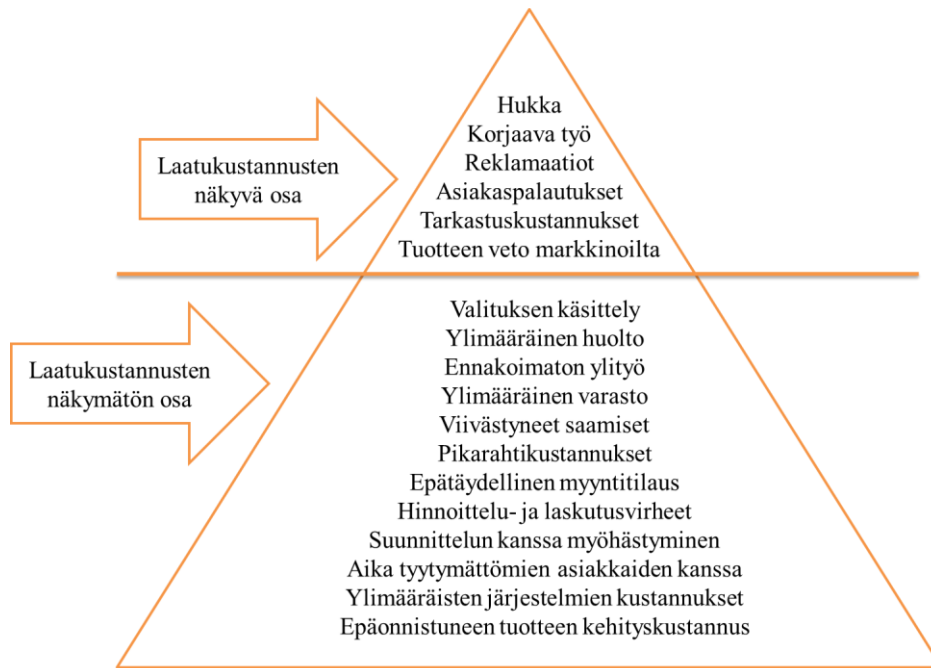 Hukka
Korjaava työ
Reklamaatiot
Asiakaspalautukset
Tarkastuskustannukset
Tuotteen veto markkinoilta
Laatukustannusten
näkyvä osa
Valituksen käsittely
Ylimääräinen huolto
Ennakoimaton ylityö
Ylimääräinen varasto
Viivästyneet saamiset
Pikarahtikustannukset
Epätäydellinen myyntitilaus
Hinnoittelu- ja laskutusvirheet
Suunnittelun kanssa myöhästyminen
Aika tyytymättömien asiakkaiden kanssa
Ylimääräisten järjestelmien kustannukset
Epäonnistuneen tuotteen kehityskustannus
Laatukustannusten
näkymätön osa